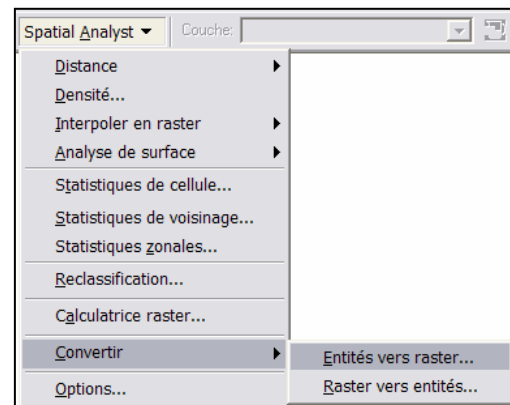 Spatial Analyst Couche:
Distance
Densité...
Interpoler en raster
Analyse de surface
Statistiques de cellule...
Statistiques de voisinage...
Statistiques zonales...
Reclassification...
Calculatrice raster...
Convertir
Entités vers raster...
Options...
Raster vers entités...